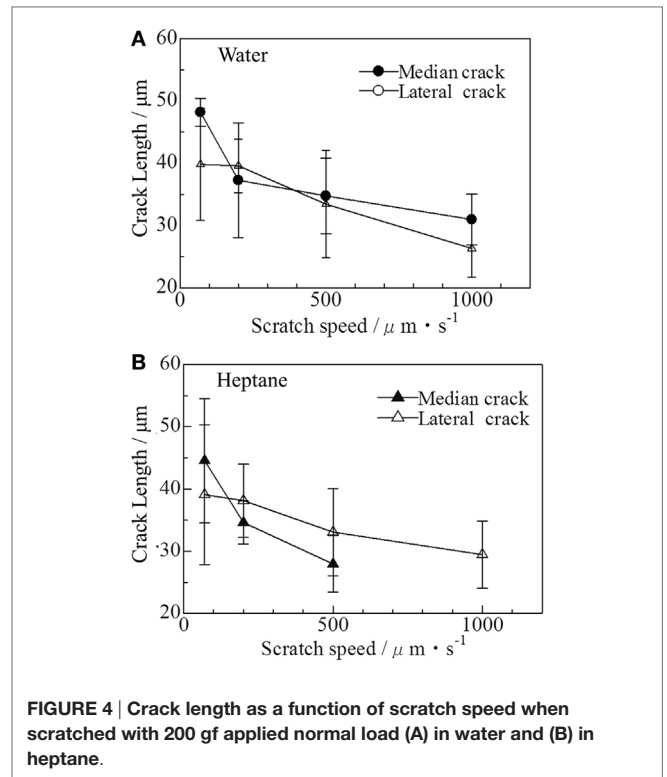 A
Water
Median crack
Lateral crack
60
50
40
30
20
Crack Length / μm
0
500
1000
Scratch speed / μ m・s⁻¹
B
Heptane
Median crack
Lateral crack
60
50
40
30
20
Crack Length / μm
0
500
1000
Scratch speed / μ m・s⁻¹
FIGURE 4 | Crack length as a function of scratch speed when
scratched with 200 gf applied normal load (A) in water and (B) in
heptane.